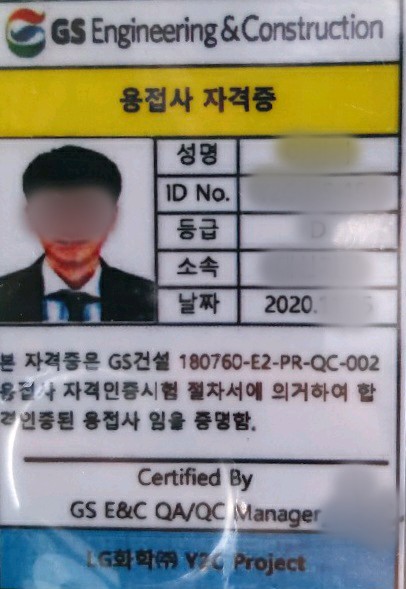 GS Engineering & Construction
용접사 자격증
성명
ID No.
등급 D
소속
날짜 2020.
본 자격증은 GS건설 180760-E2-PR-QC-002
용접사 자격인증시험 절차서에 의거하여 합
격인증된 용접사 임을 증명함.
Certified By
GS E&C QA/QC Manager
LG화학㈜ Y2C Project